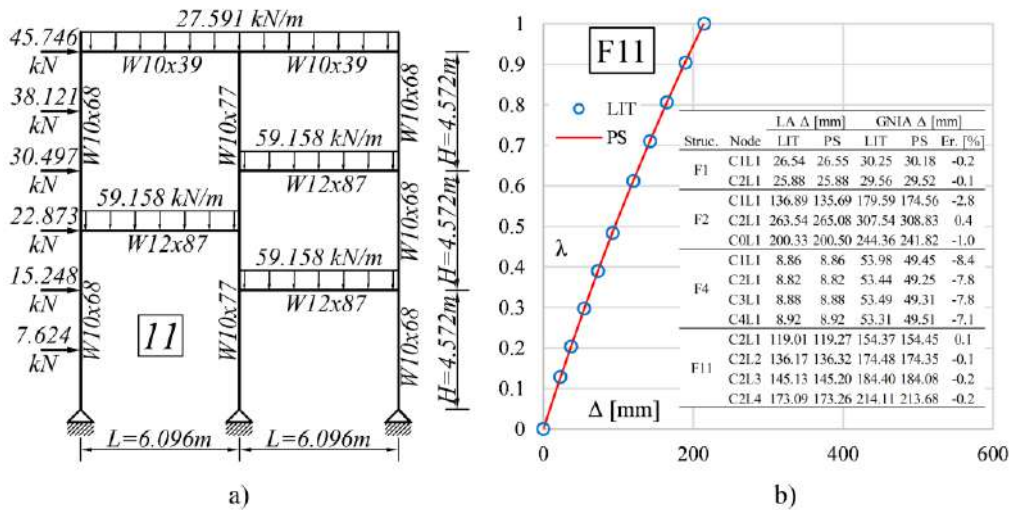 27.591 kN/m
45.746
kN
W10x39
W10x39
38.121
W10x68
W10x77
W10x68
H=4.572m
30.497
59.158 kN/m
W12x87
59.158 kN/m
22.873
kN
W12x87
W10x68
H=4.572m
59.158 kN/m
15.248
kN
W12x87
W10x68
11
W10x77
W10x68
H=4.572m
7.624
kN
L=6.096m
L=6.096m
a)
F11
LIT
PS
1
0.9
0.8
0.7
0.6
0.5
0.4
0.3
0.2
0.1
0
λ
LA Δ [mm] GNIA Δ [mm]
Struc. Node LIT PS LIT PS Er. [%]
F1 C1L1 26.54 26.55 30.25 30.18 -0.2
C2L1 25.88 25.88 29.56 29.52 -0.1
F2 C1L1 136.89 135.69 179.59 174.56 -2.8
C2L1 263.54 265.08 307.54 308.83 0.4
C0L1 200.33 200.50 244.36 241.82 -1.0
F4 C1L1 8.86 8.86 53.98 49.45 -8.4
C2L1 8.82 8.82 53.44 49.25 -7.8
C3L1 8.88 8.88 53.49 49.31 -7.8
C4L1 8.92 8.92 53.31 49.51 -7.1
F11 C2L1 119.01 119.27 154.37 154.45 0.1
C2L2 136.17 136.32 174.48 174.35 -0.1
C2L3 145.13 145.20 184.40 184.08 -0.2
C2L4 173.09 173.26 214.11 213.68 -0.2
Δ [mm]
0 200 400 600
b)